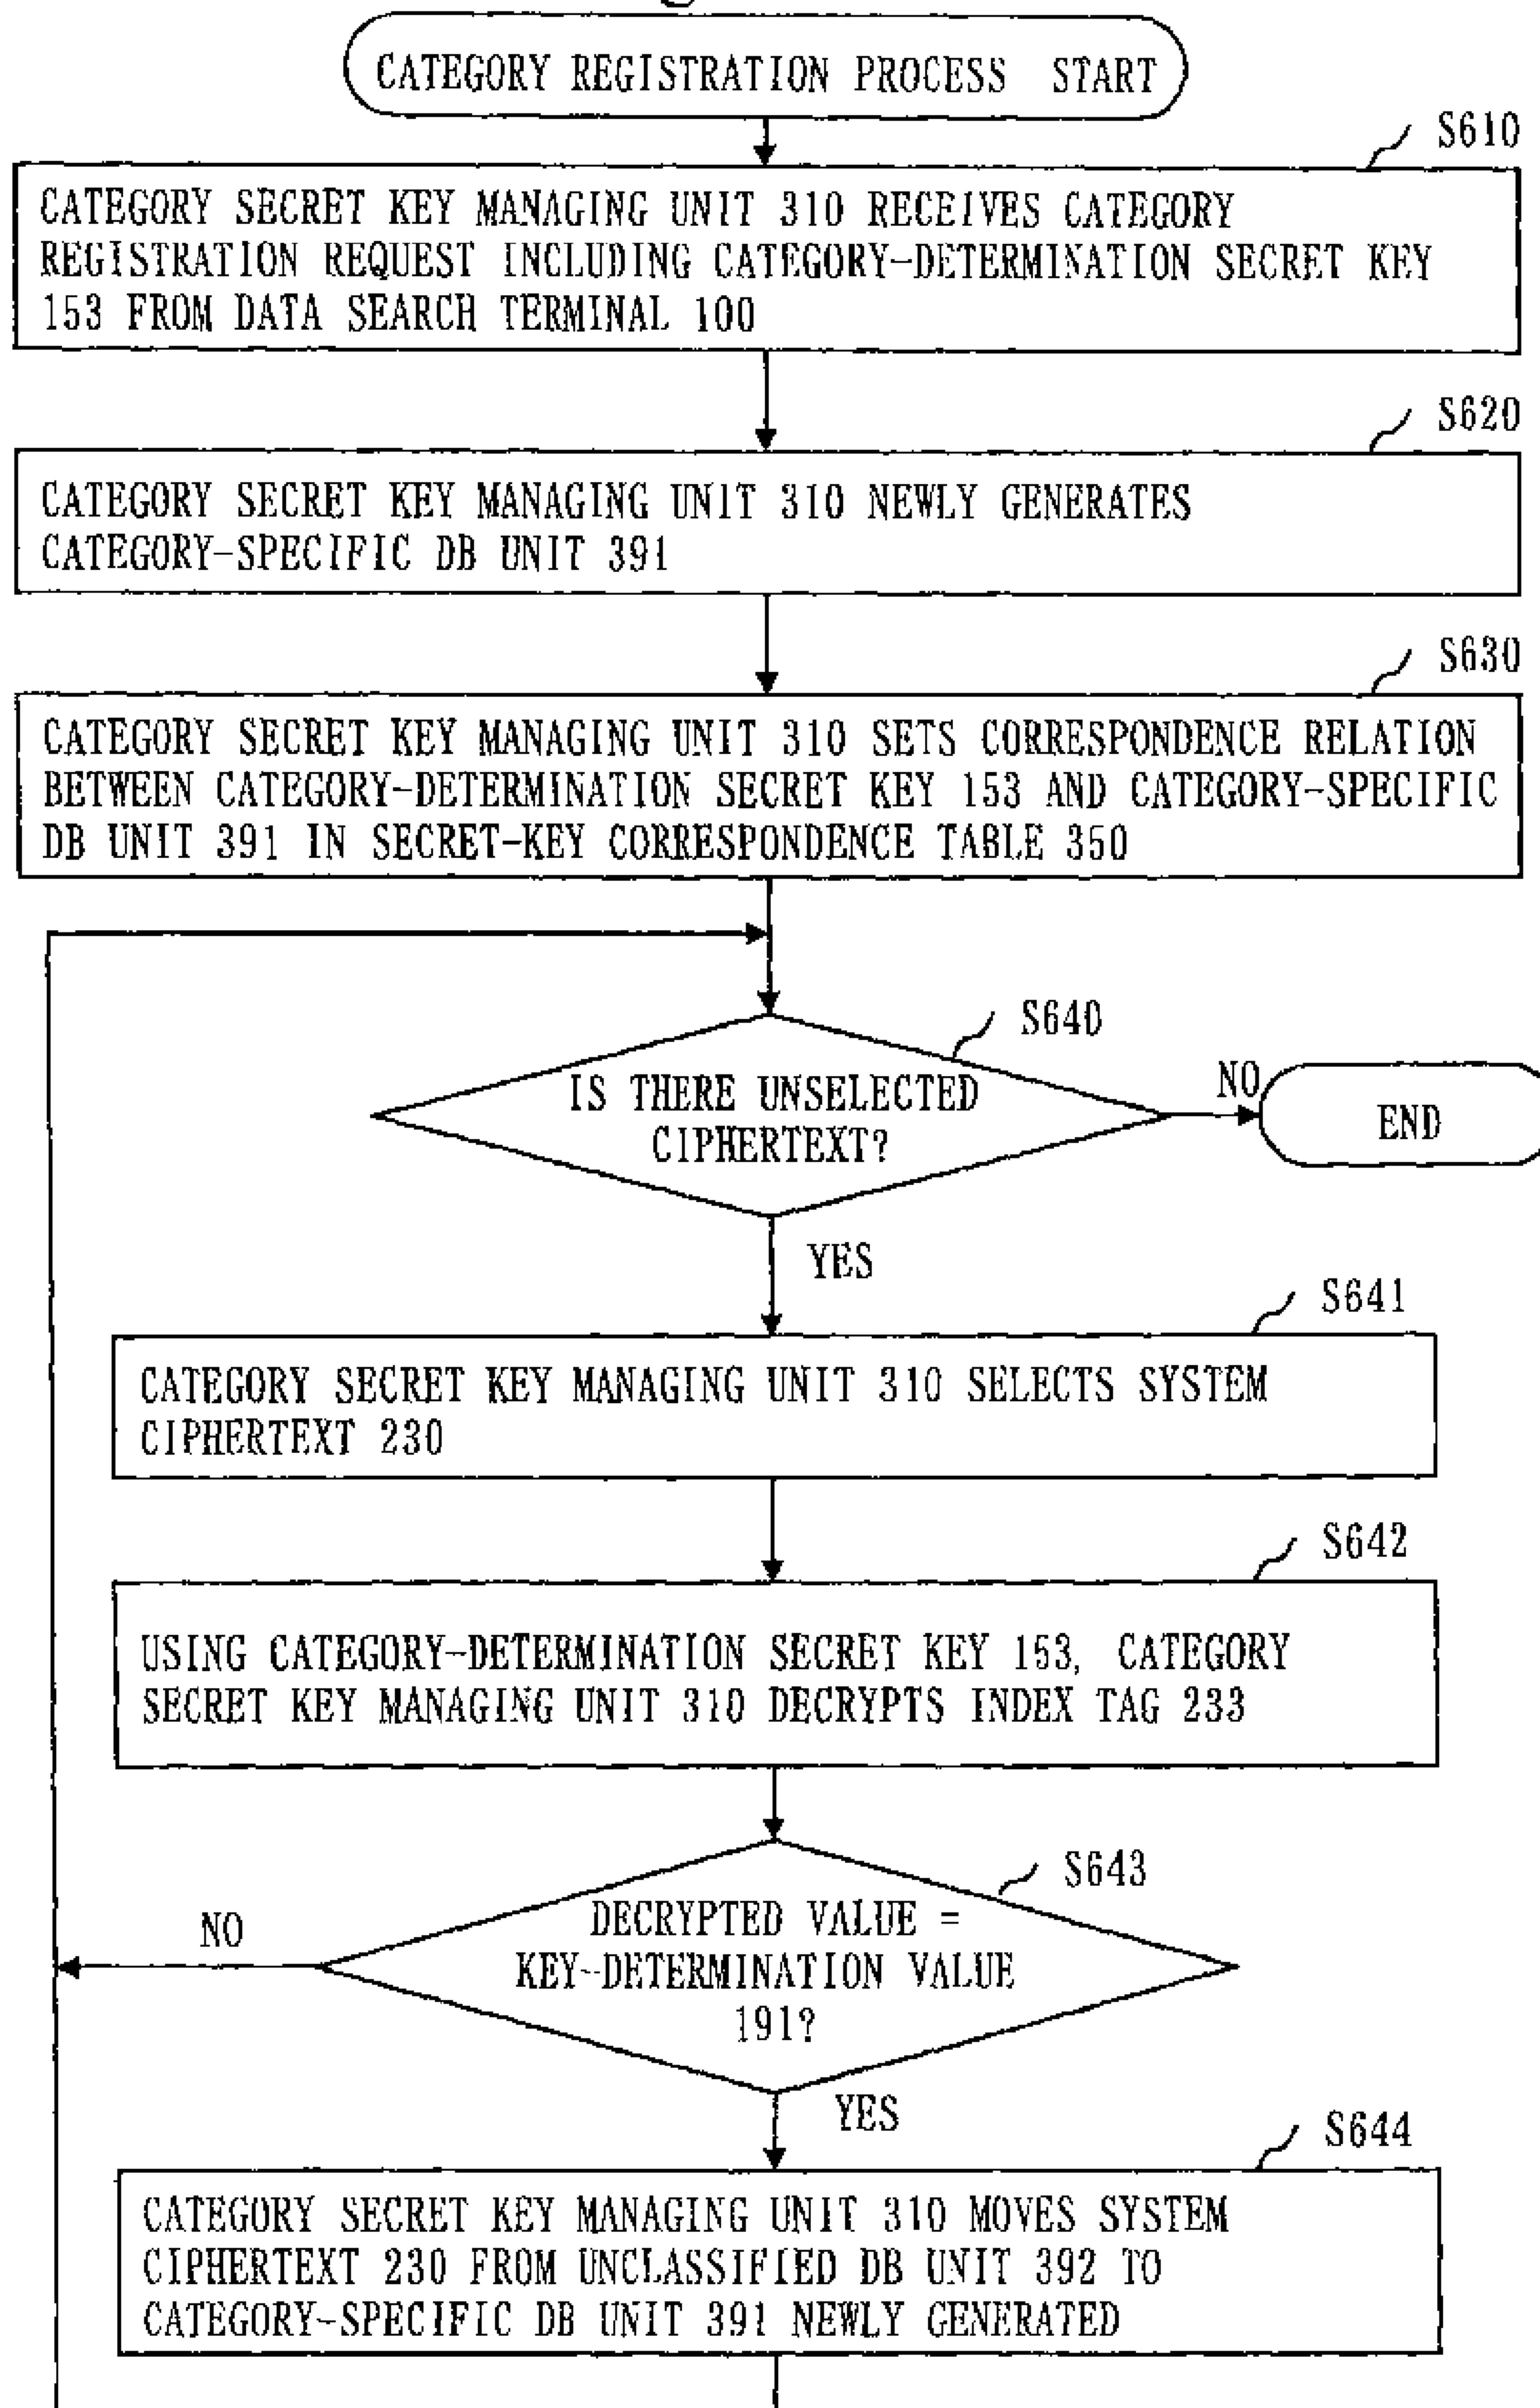 CATEGORY REGISTRATION PROCESS START
S610
CATEGORY SECRET KEY MANAGING UNIT 310 RECEIVES CATEGORY
REGISTRATION REQUEST INCLUDING CATEGORY-DETERMINATION SECRET KEY
153 FROM DATA SEARCH TERMINAL 100
S620
CATEGORY SECRET KEY MANAGING UNIT 310 NEWLY GENERATES
CATEGORY-SPECIFIC DB UNIT 391
S630
CATEGORY SECRET KEY MANAGING UNIT 310 SETS CORRESPONDENCE RELATION
BETWEEN CATEGORY-DETERMINATION SECRET KEY 153 AND CATEGORY-SPECIFIC
DB UNIT 391 IN SECRET-KEY CORRESPONDENCE TABLE 350
S640
IS THERE UNSELECTED
CIPHERTEXT?
NO
END
YES
S641
CATEGORY SECRET KEY MANAGING UNIT 310 SELECTS SYSTEM
CIPHERTEXT 230
S642
USING CATEGORY-DETERMINATION SECRET KEY 153, CATEGORY
SECRET KEY MANAGING UNIT 310 DECRYPTS INDEX TAG 233
S643
DECRYPTED VALUE =
KEY-DETERMINATION VALUE
191?
NO
YES
S644
CATEGORY SECRET KEY MANAGING UNIT 310 MOVES SYSTEM
CIPHERTEXT 230 FROM UNCLASSIFIED DB UNIT 392 TO
CATEGORY-SPECIFIC DB UNIT 391 NEWLY GENERATED